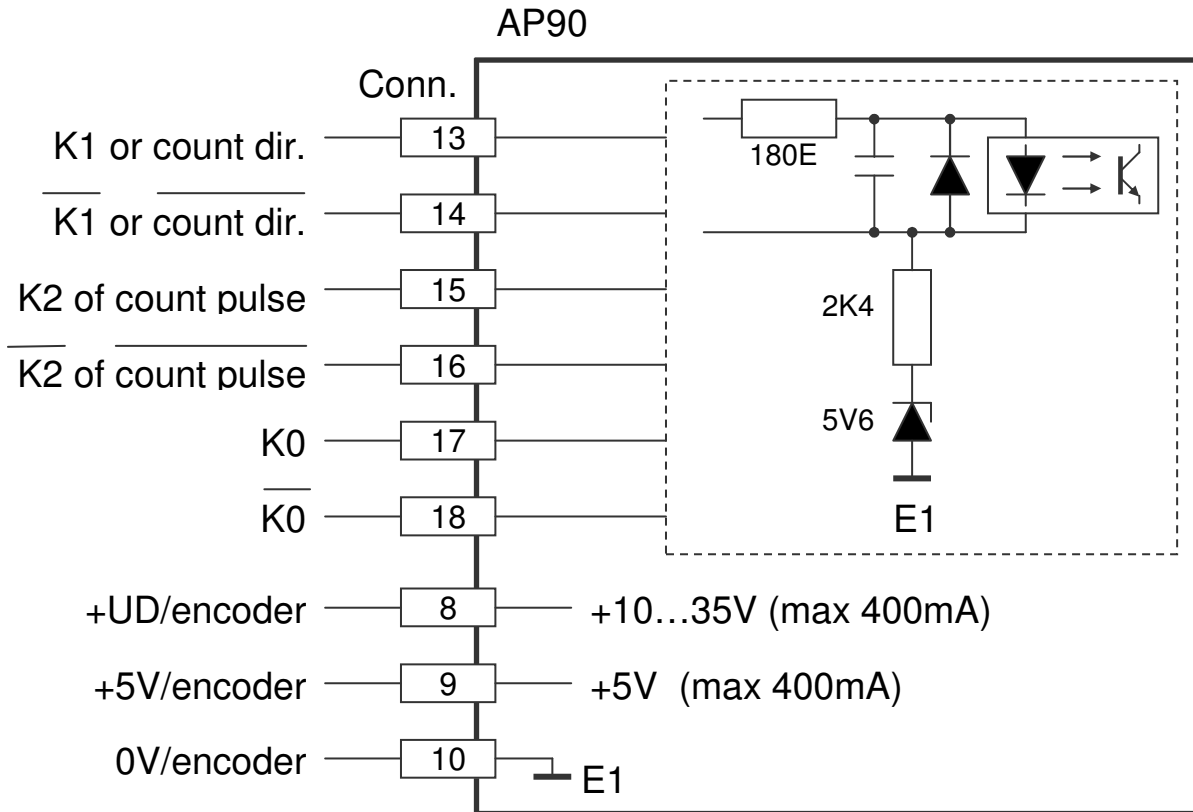 AP90
Conn.
K1 or count dir. 13
K1 or count dir. 14
K2 of count pulse 15
K2 of count pulse 16
K0 17
K0 18
180E
2K4
5V6
E1
+UD/encoder 8 +10…35V (max 400mA)
+5V/encoder 9 +5V (max 400mA)
0V/encoder 10 E1